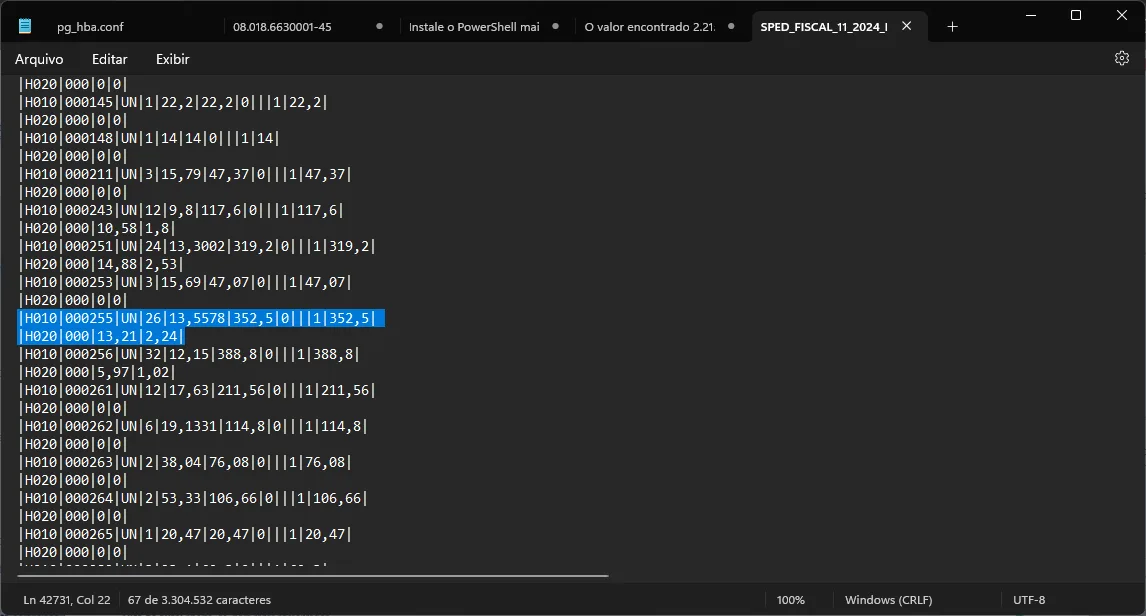 pg_hba.conf
08.018.6630001-45
Instale o PowerShell mai
O valor encontrado 2.21.
SPED_FISCAL_11_2024_I
Arquivo Editar Exibir
|H020|000|0|0|
|H010|000145|UN|1|22,2|22,2|0|||1|22,2|
|H020|000|0|0|
|H010|000148|UN|1|14|14|0|||1|14|
|H020|000|0|0|
|H010|000211|UN|3|15,79|47,37|0|||1|47,37|
|H020|000|0|0|
|H010|000243|UN|12|9,8|117,6|0|||1|117,6|
|H020|000|10,58|1,8|
|H010|000251|UN|24|13,3002|319,2|0|||1|319,2|
|H020|000|14,88|2,53|
|H010|000253|UN|3|15,69|47,07|0|||1|47,07|
|H020|000|0|0|
|H010|000255|UN|26|13,5578|352,5|0|||1|352,5|
|H020|000|13,21|2,24|
|H010|000256|UN|32|12,15|388,8|0|||1|388,8|
|H020|000|5,97|1,02|
|H010|000261|UN|12|17,63|211,56|0|||1|211,56|
|H020|000|0|0|
|H010|000262|UN|6|19,1331|114,8|0|||1|114,8|
|H020|000|0|0|
|H010|000263|UN|2|38,04|76,08|0|||1|76,08|
|H020|000|0|0|
|H010|000264|UN|2|53,33|106,66|0|||1|106,66|
|H020|000|0|0|
|H010|000265|UN|1|20,47|20,47|0|||1|20,47|
|H020|000|0|0|
Ln 42731, Col 22 67 de 3.304.532 caracteres 100% Windows (CRLF) UTF-8